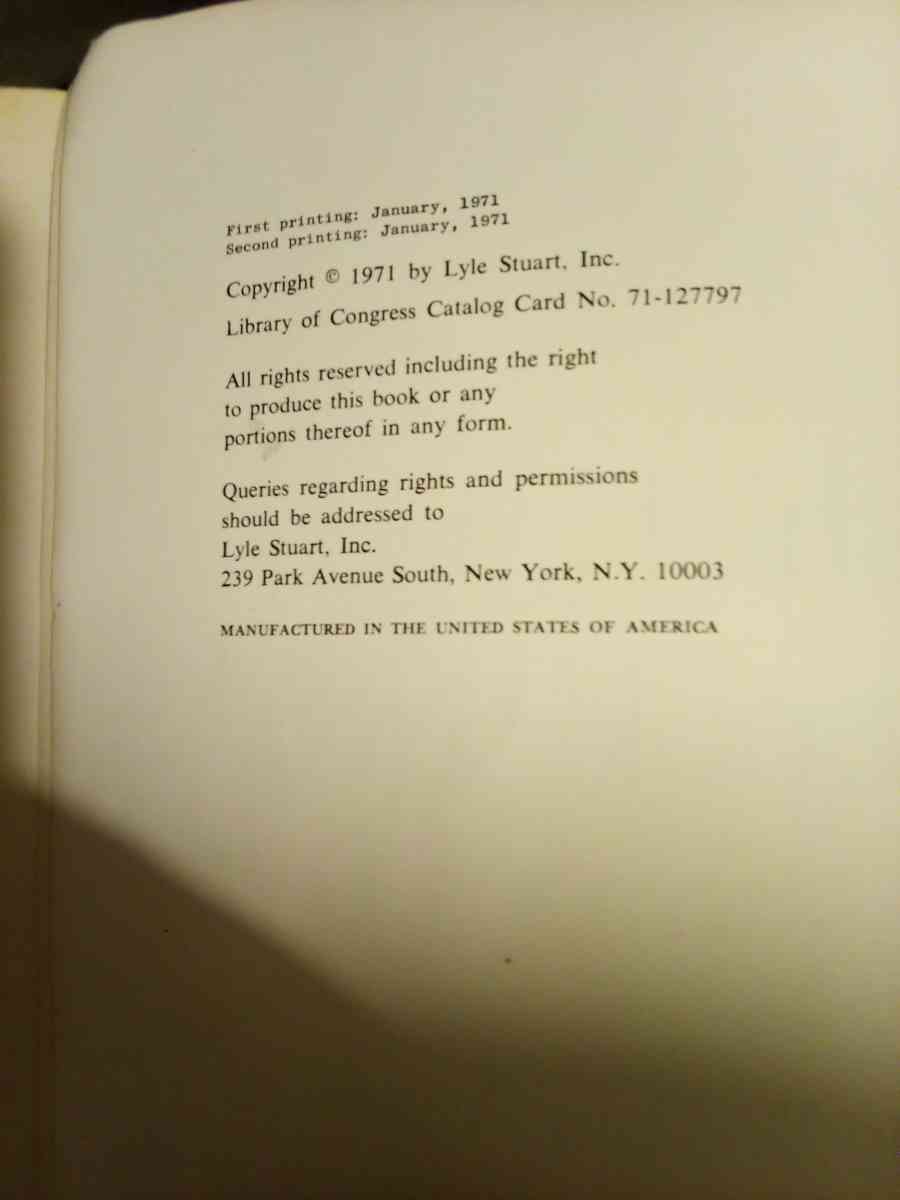 First printing: January, 1971
Second printing: January, 1971
Copyright © 1971 by Lyle Stuart, Inc.
Library of Congress Catalog Card No. 71-127797
All rights reserved including the right
to produce this book or any
portions thereof in any form.
Queries regarding rights and permissions
should be addressed to
Lyle Stuart, Inc.
239 Park Avenue South, New York, N.Y. 10003
MANUFACTURED IN THE UNITED STATES OF AMERICA